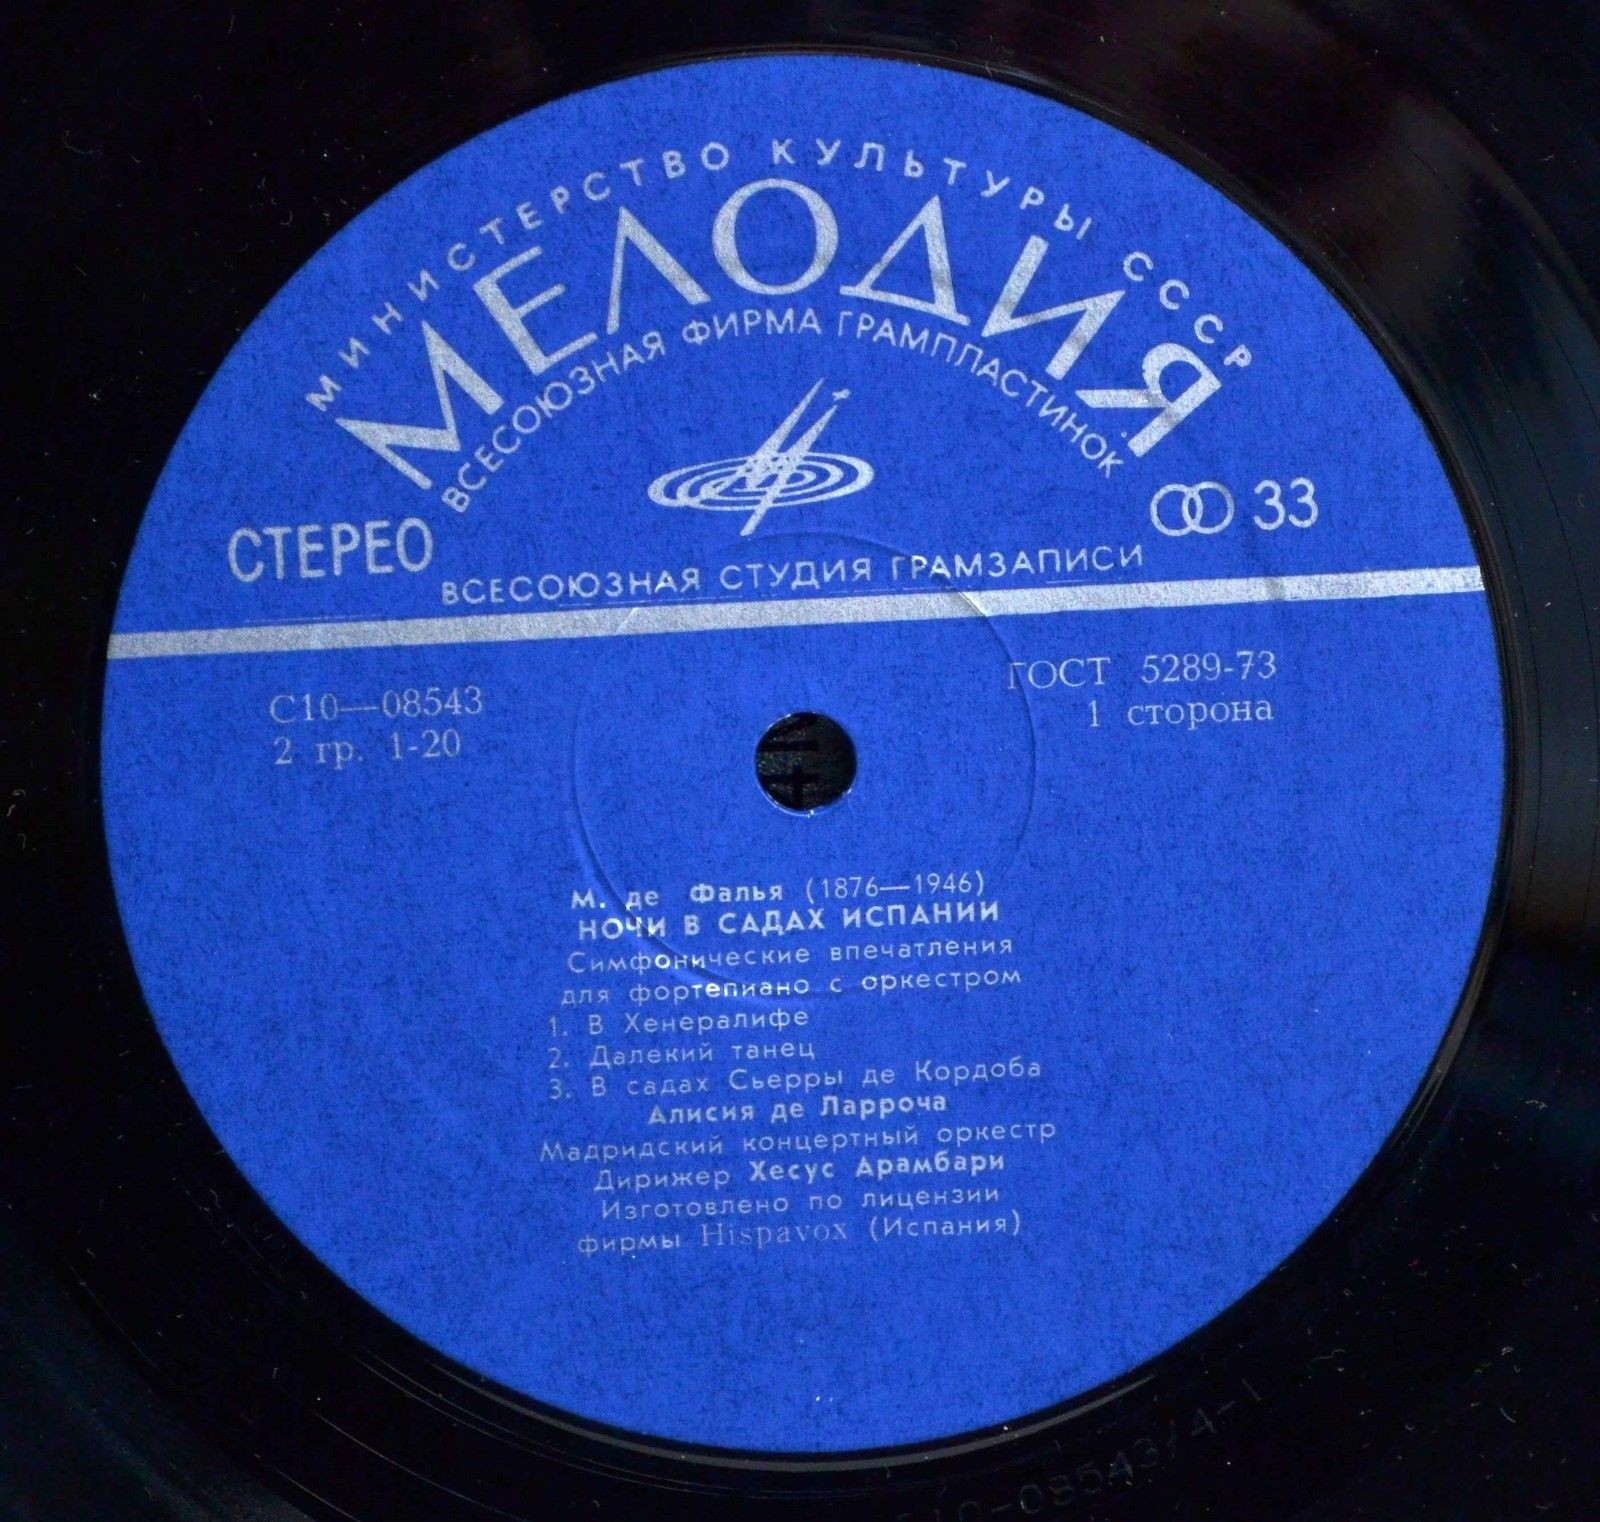 МИНИСТЕРСТВО КУЛЬТУРЫ СССР
МЕЛОДИЯ
ВСЕСОЮЗНАЯ ФИРМА ГРАМПЛАСТИНОК
СТЕРЕО
33
ВСЕСОЮЗНАЯ СТУДИЯ ГРАМЗАПИСИ
С10—08543
2 гр. 1-20
ГОСТ 5289-73
1 сторона
М. де Фалья (1876—1946)
НОЧИ В САДАХ ИСПАНИИ
Симфонические впечатления
для фортепиано с оркестром
1. В Хенералифе
2. Далекий танец
3. В садах Сьерры де Кордоба
Алисия де Ларроча
Мадридский концертный оркестр
Дирижер Хесус Арамбари
Изготовлено по лицензии
фирмы Hispavox (Испания)